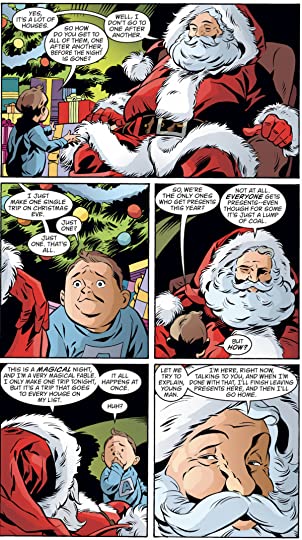 YES,
IT'S A LOT OF
HOUSES.
SO HOW
DO YOU GET TO
ALL OF THEM, ONE
AFTER ANOTHER,
BEFORE THE NIGHT
IS GONE?
WELL, I
DON'T GO TO
ONE AFTER
ANOTHER.
I JUST
MAKE ONE SINGLE
TRIP ON CHRISTMAS
EVE.
JUST
ONE?
JUST
ONE. THAT'S
ALL.
SO, WE'RE
THE ONLY ONES
WHO GET PRESENTS
THIS YEAR?
NOT AT ALL.
EVERYONE GETS
PRESENTS--EVEN
THOUGH FOR SOME
IT'S JUST A LUMP
OF COAL.
BUT
HOW?
THIS IS A MAGICAL NIGHT,
AND I'M A VERY MAGICAL FABLE.
I ONLY MAKE ONE TRIP TONIGHT,
BUT IT'S A TRIP THAT GOES
TO EVERY HOUSE ON
MY LIST.
IT ALL
HAPPENS AT
ONCE.
HUH?
LET ME
TRY TO
EXPLAIN,
YOUNG
MAN.
I'M HERE, RIGHT NOW,
TALKING TO YOU, AND WHEN I'M
DONE WITH THAT, I'LL FINISH LEAVING
PRESENTS HERE, AND THEN I'LL
GO HOME.